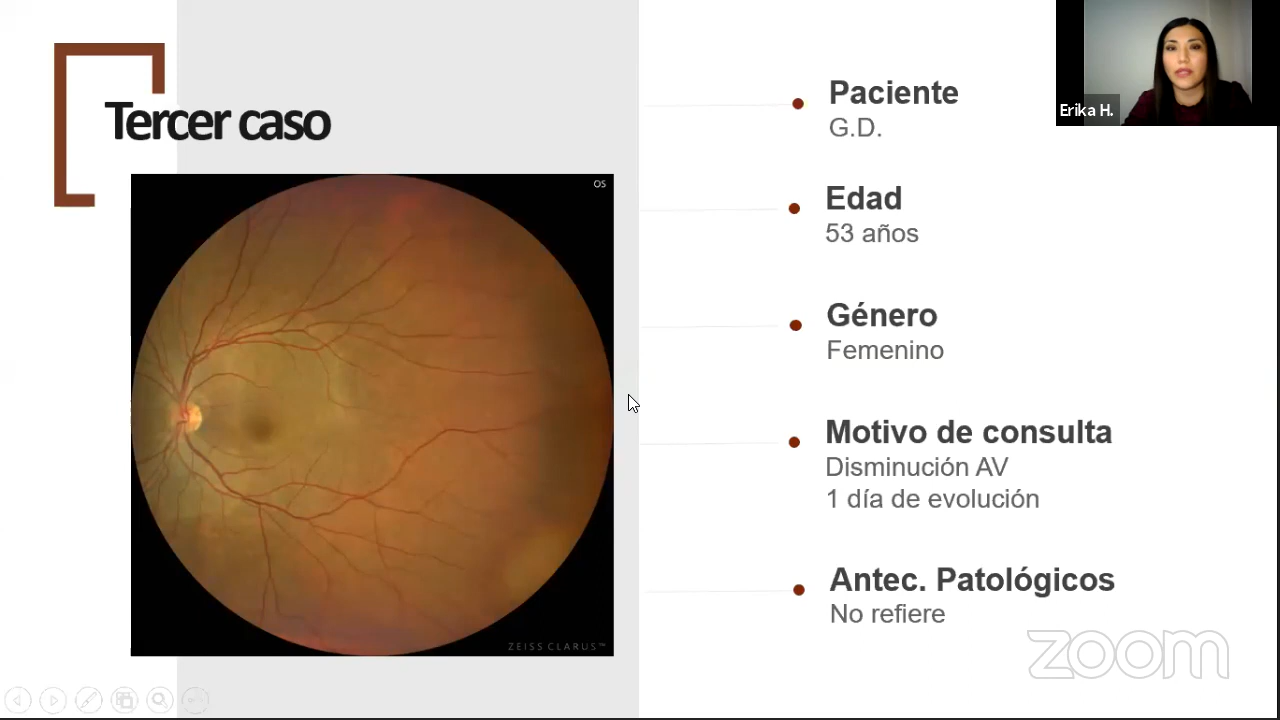 Tercer caso
OS
ZEISS CLARUS™
Paciente
G.D.
Edad
53 años
Género
Femenino
Motivo de consulta
Disminución AV
1 día de evolución
Antec. Patológicos
No refiere
Erika H.
zoom